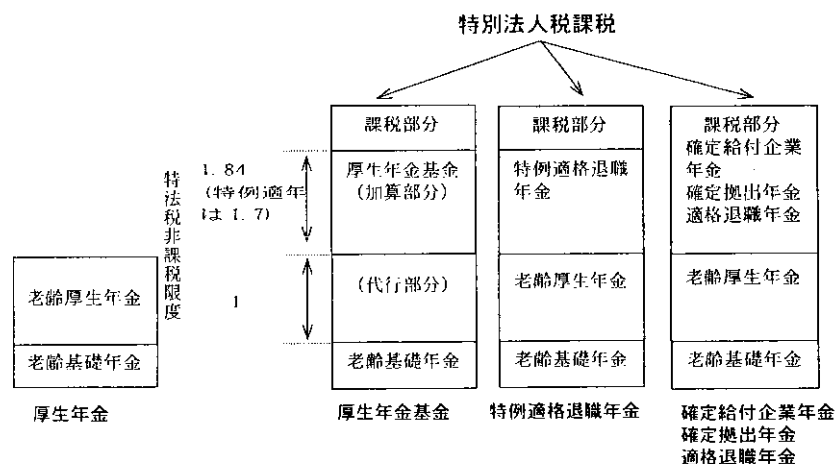 特別法人税課税
課税部分
課税部分
課税部分
確定給付企業
年金
確定拠出年金
適格退職年金
特法税非課税限度
1.84
(特例適年
は1.7)
厚生年金基金
(加算部分)
特例適格退職
年金
老齢厚生年金
1
(代行部分)
老齢厚生年金
老齢厚生年金
老齢基礎年金
老齢基礎年金
老齢基礎年金
老齢基礎年金
厚生年金
厚生年金基金
特例適格退職年金
確定給付企業年金
確定拠出年金
適格退職年金